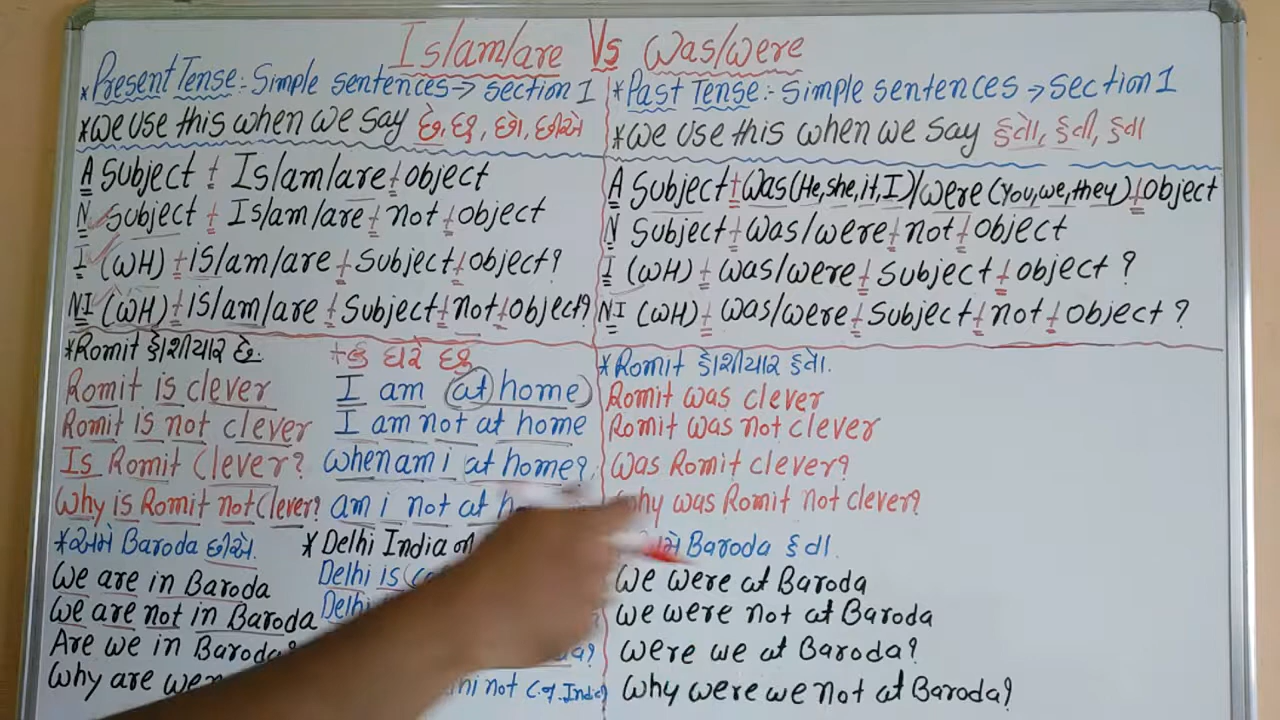 Is/am/are Vs Was/were
*Present Tense:- Simple sentences → section 1
*we use this when we say છે, છું, છો, છીએ
A Subject + Is/am/are + object
N Subject + Is/am/are + not + object
I (WH) + is/am/are + Subject + object?
NI (WH) + is/am/are + Subject + not + object?
*Romit હોશીયાર છે.
Romit is clever
Romit is not clever
Is Romit clever?
Why is Romit not clever?
*અમે Baroda છીએ.
We are in Baroda
We are not in Baroda
Are we in Baroda?
Why are we
*હું ઘરે છું
I am at home
I am not at home
when am i at home?
am i not at
* Delhi India
Delhi is
Delhi
not C.of.India
*Past Tense:- Simple sentences → section 1
*we use this when we say હતો, હતી, હતા
A Subject + Was (He, she, it, I) / were (You, we, they) + object
N Subject + was/were + not + object
I (WH) + was/were + subject + object ?
NI (WH) + was/were + Subject + not + object ?
*Romit હોશીયાર હતો.
Romit was clever
Romit was not clever
Was Romit clever?
why was Romit not clever?
Baroda હતા.
We were at Baroda
we were not at Baroda
were we at Baroda?
Why were we not at Baroda?